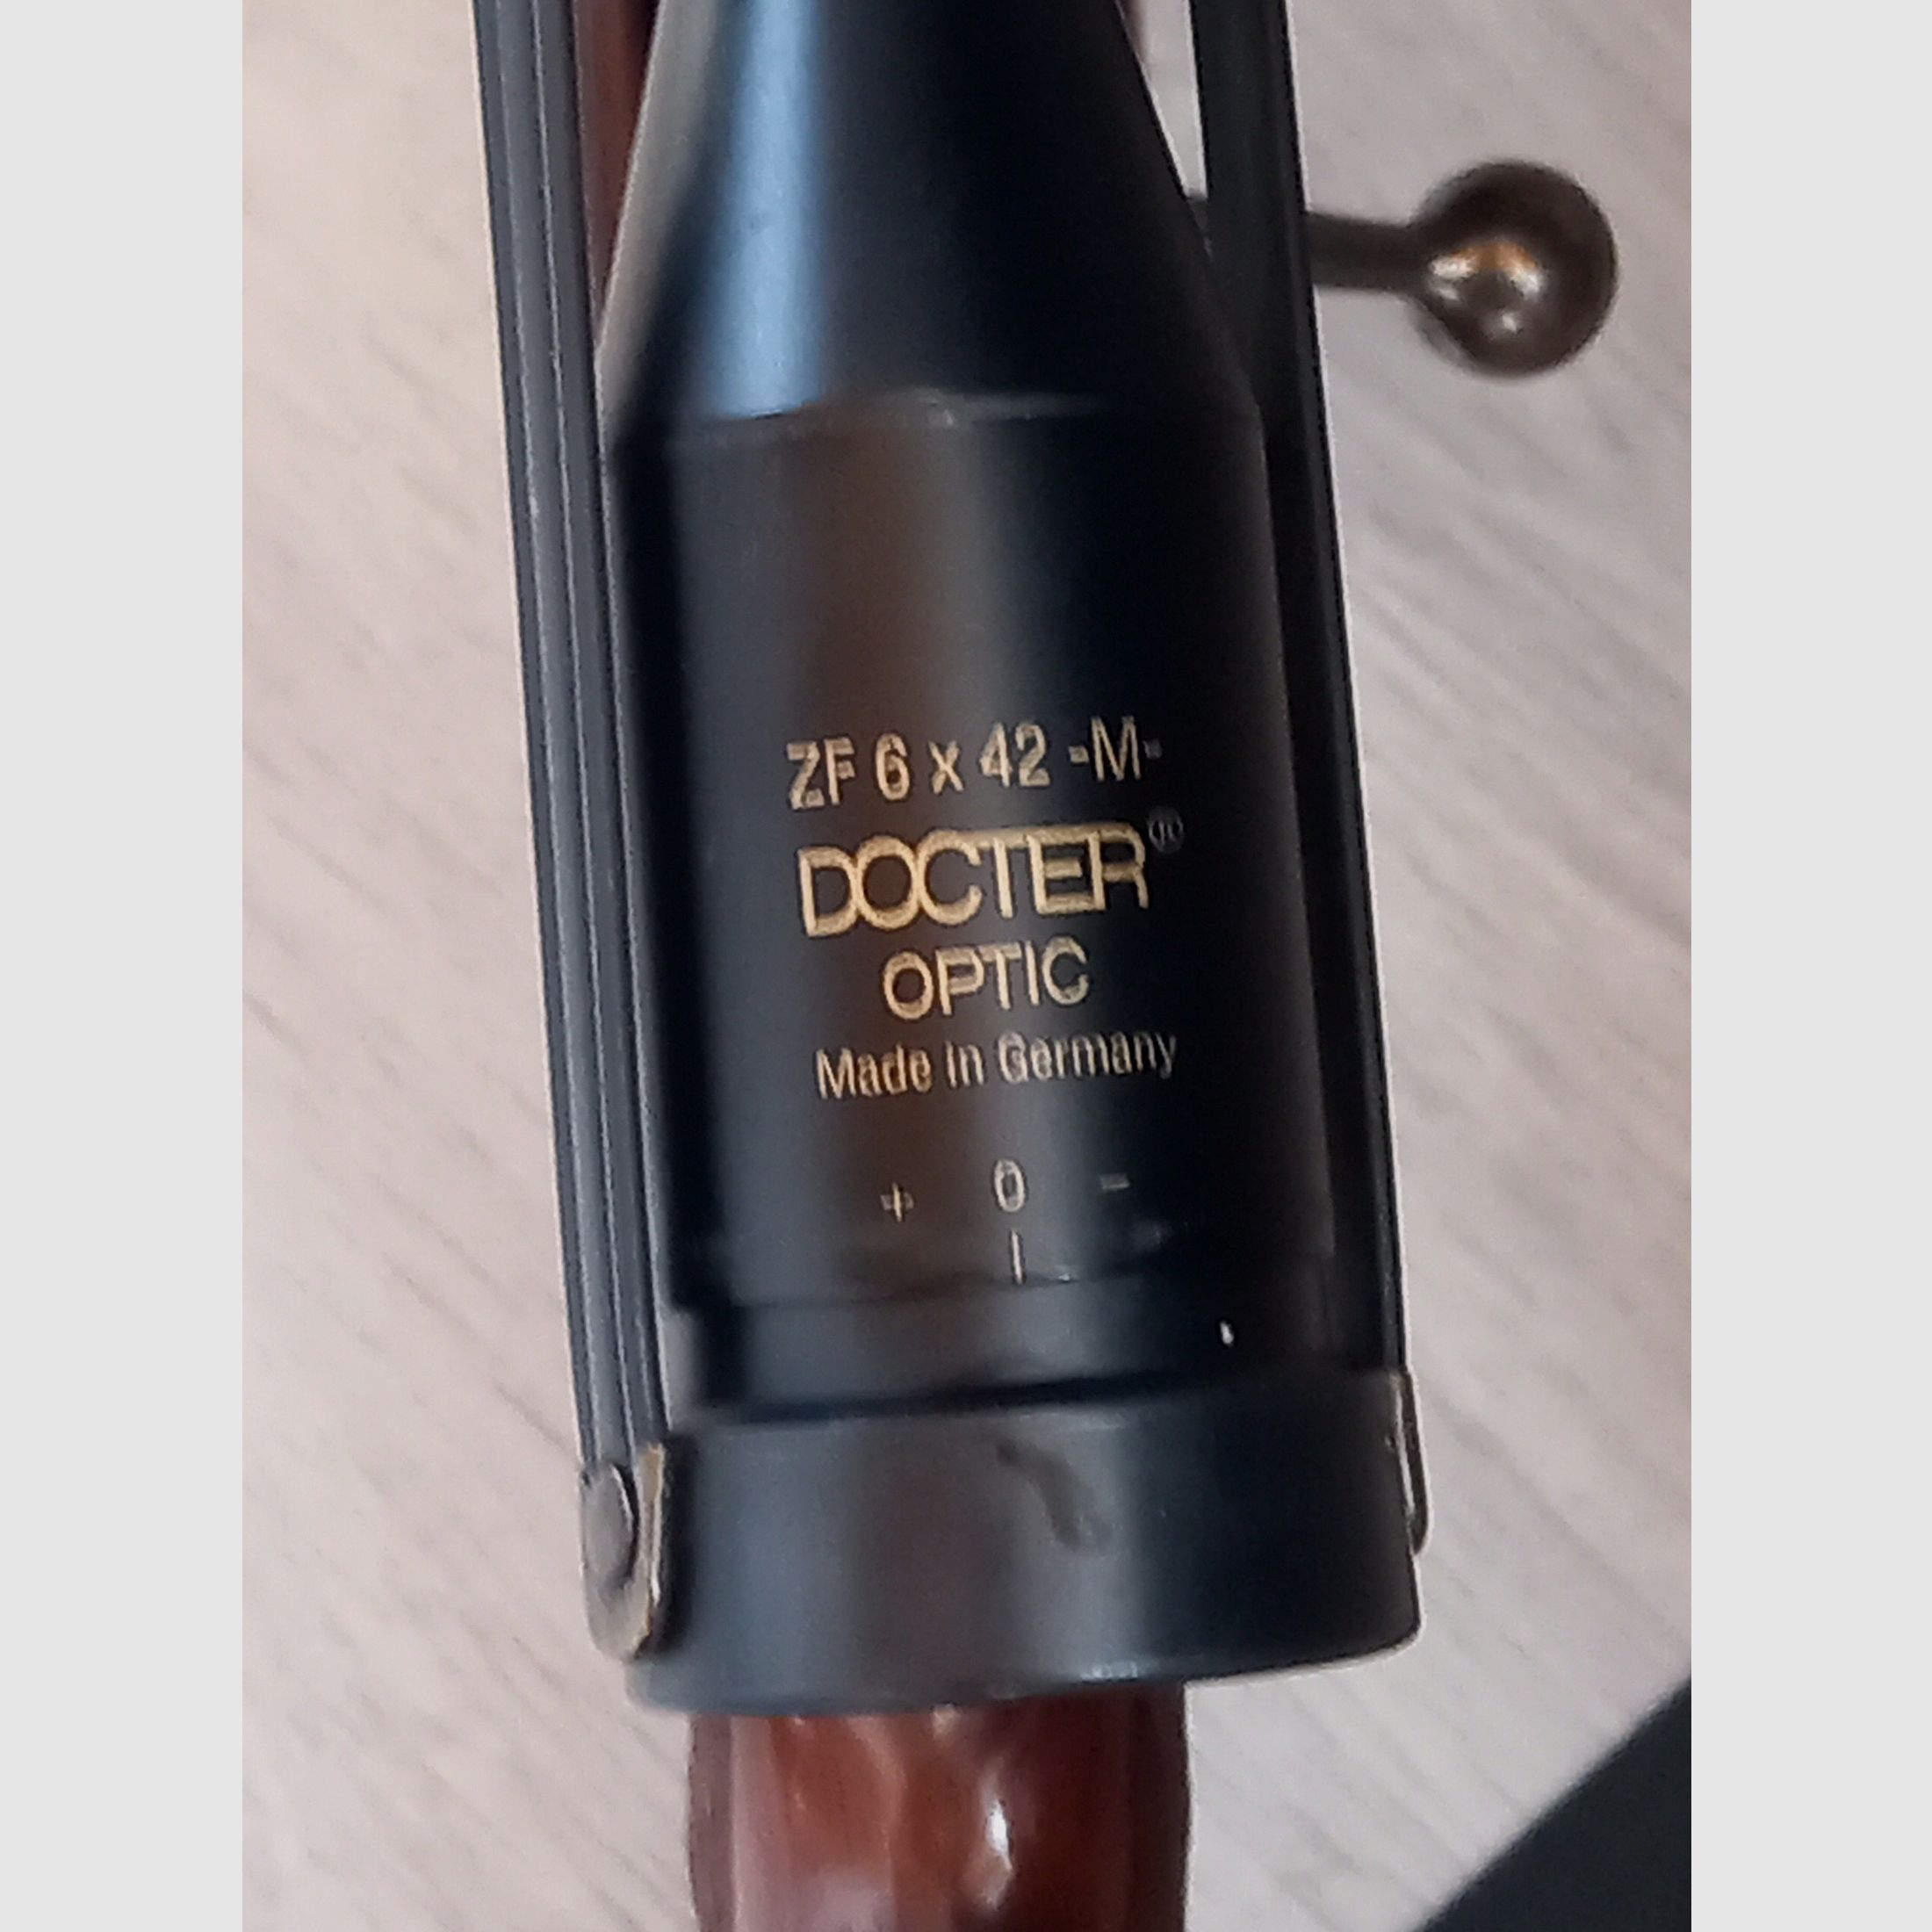 ZF 6 x 42 -M-
DOCTER®
OPTIC
Made in Germany
+ 0 -